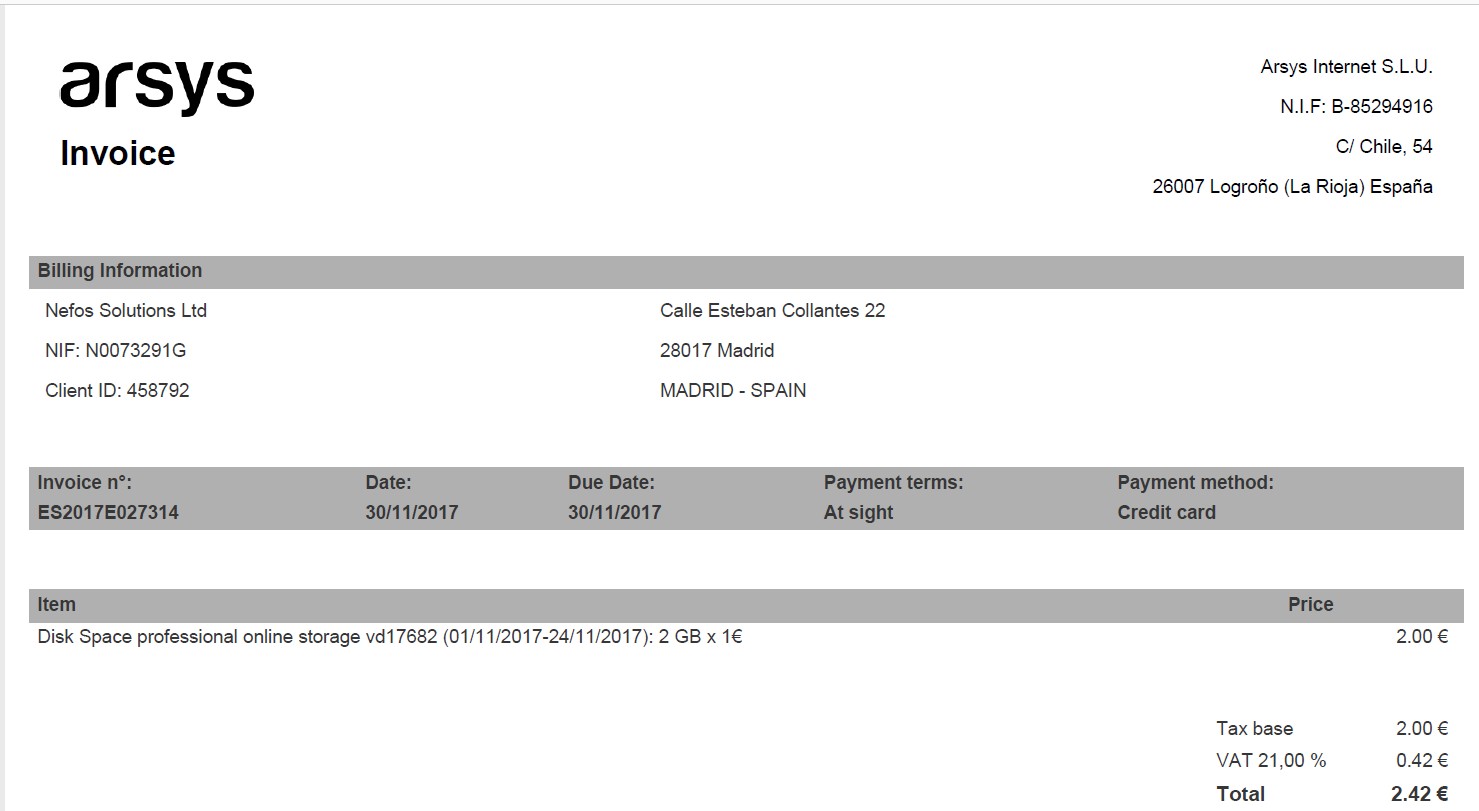 arsys
Invoice
Arsys Internet S.L.U.
N.I.F: B-85294916
C/ Chile, 54
26007 Logroño (La Rioja) España
Billing Information
Nefos Solutions Ltd Calle Esteban Collantes 22
NIF: N0073291G 28017 Madrid
Client ID: 458792 MADRID - SPAIN
Invoice n°: Date: Due Date: Payment terms: Payment method:
ES2017E027314 30/11/2017 30/11/2017 At sight Credit card
Item Price
Disk Space professional online storage vd17682 (01/11/2017-24/11/2017): 2 GB x 1€ 2.00 €
Tax base 2.00 €
VAT 21,00 % 0.42 €
Total 2.42 €